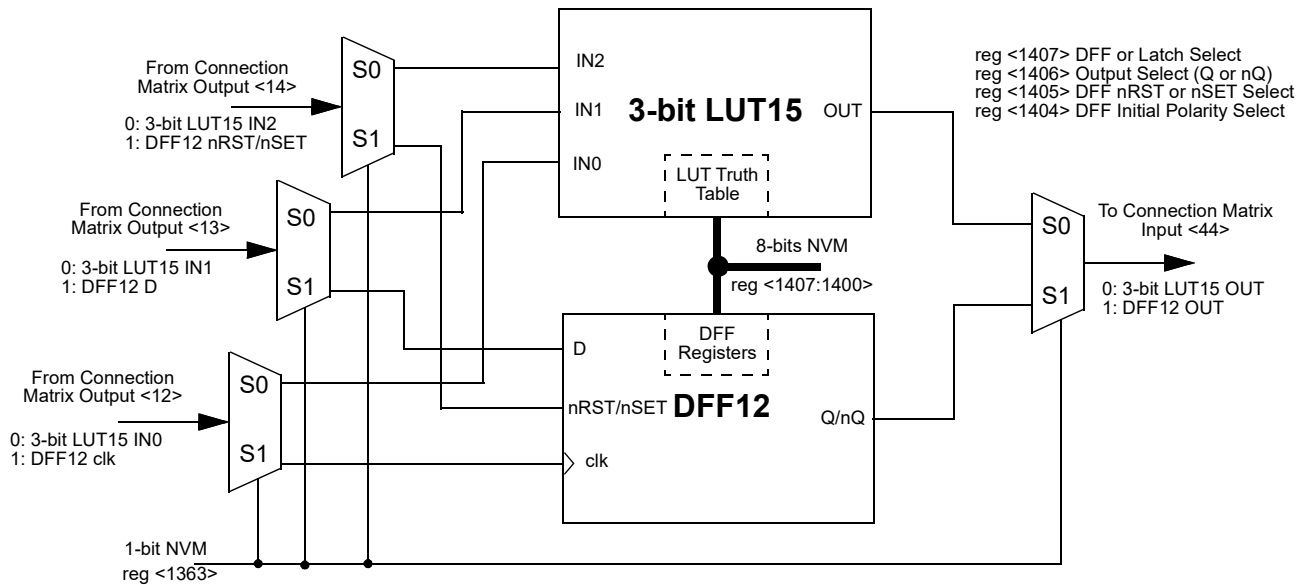 From Connection
Matrix Output <14>
0: 3-bit LUT15 IN2
1: DFF12 nRST/nSET
S0
S1
From Connection
Matrix Output <13>
0: 3-bit LUT15 IN1
1: DFF12 D
S0
S1
From Connection
Matrix Output <12>
0: 3-bit LUT15 IN0
1: DFF12 clk
S0
S1
1-bit NVM
reg <1363>
IN2
IN1
IN0
3-bit LUT15
OUT
LUT Truth
Table
8-bits NVM
reg <1407:1400>
DFF
Registers
D
nRST/nSET
clk
DFF12
Q/nQ
reg <1407> DFF or Latch Select
reg <1406> Output Select (Q or nQ)
reg <1405> DFF nRST or nSET Select
reg <1404> DFF Initial Polarity Select
S0
S1
To Connection Matrix
Input <44>
0: 3-bit LUT15 OUT
1: DFF12 OUT